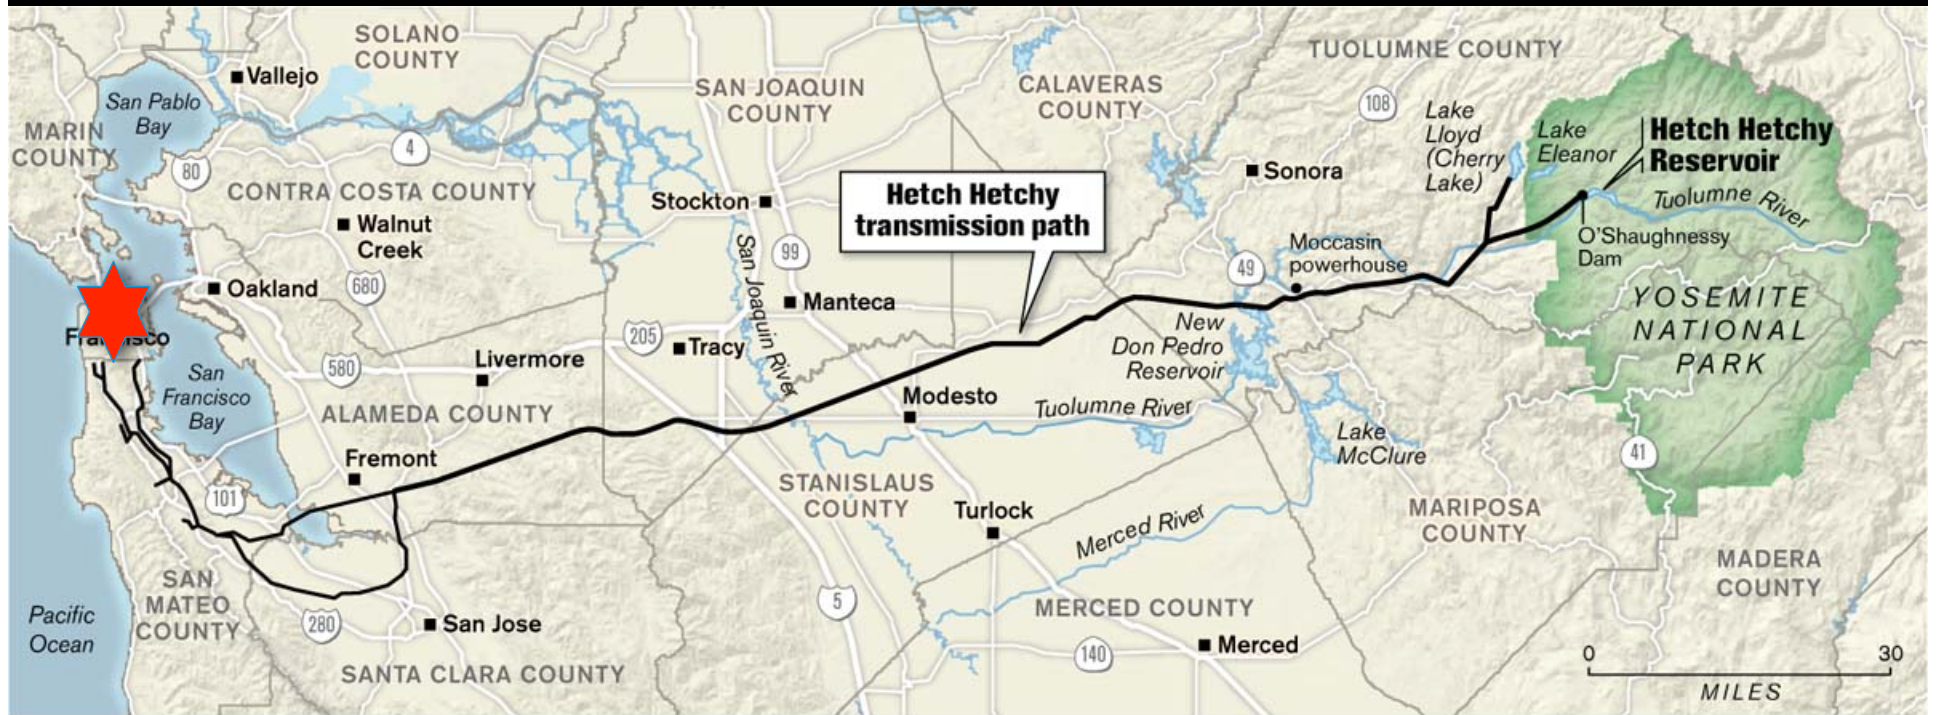 SOLANO
COUNTY
Vallejo
San Pablo
Bay
MARIN
COUNTY
80
4
CONTRA COSTA COUNTY
Walnut
Creek
680
Oakland
Francisco
San
Francisco
Bay
580
Livermore
ALAMEDA COUNTY
Fremont
101
SAN
MATEO
COUNTY
Pacific
Ocean
280
San Jose
SANTA CLARA COUNTY
SAN JOAQUIN
COUNTY
Stockton
99
San Joaquin River
Manteca
205
Tracy
Hetch Hetchy
transmission path
Modesto
Tuolumne River
STANISLAUS
COUNTY
Turlock
Merced River
5
MERCED COUNTY
140
Merced
CALAVERAS
COUNTY
TUOLUMNE COUNTY
108
Sonora
Lake
Lloyd
(Cherry
Lake)
Lake
Eleanor
Hetch Hetchy
Reservoir
Tuolumne River
O'Shaughnessy
Dam
Moccasin
powerhouse
49
New
Don Pedro
Reservoir
YOSEMITE
NATIONAL
PARK
Lake
McClure
41
MARIPOSA
COUNTY
MADERA
COUNTY
0 30
MILES